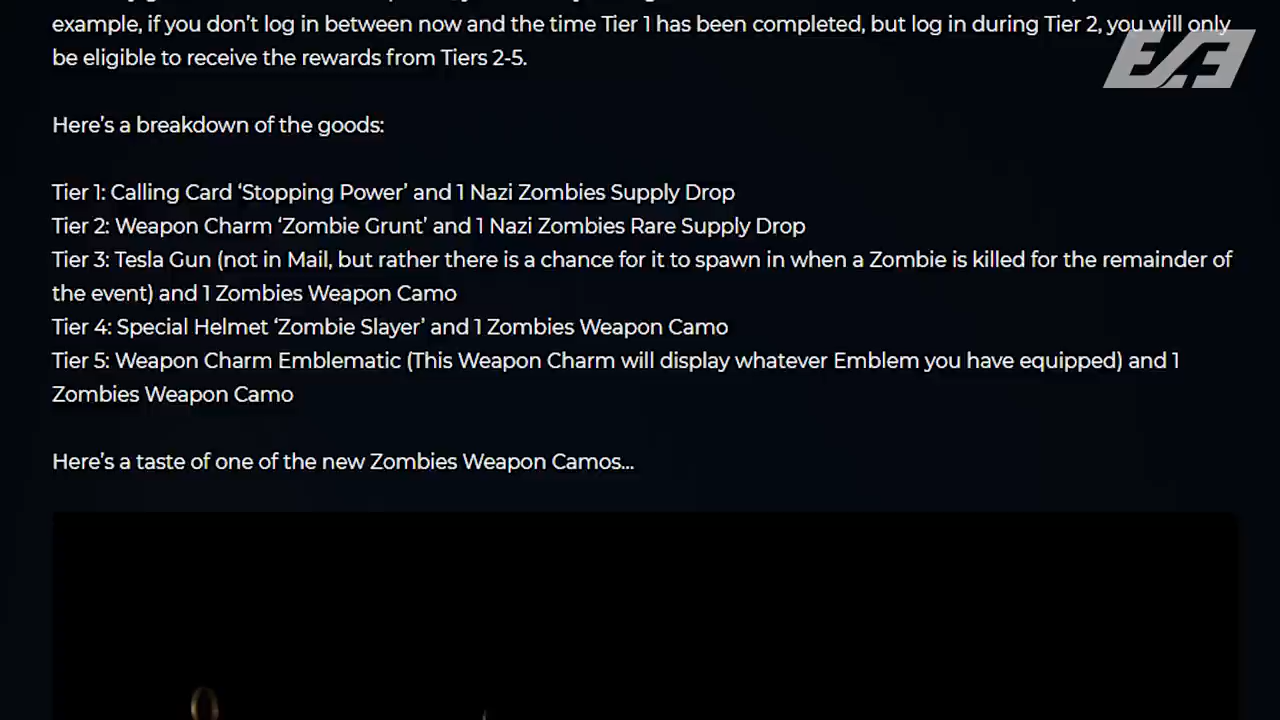 example, if you don’t log in between now and the time Tier 1 has been completed, but log in during Tier 2, you will only
be eligible to receive the rewards from Tiers 2-5.
Here’s a breakdown of the goods:
Tier 1: Calling Card ‘Stopping Power’ and 1 Nazi Zombies Supply Drop
Tier 2: Weapon Charm ‘Zombie Grunt’ and 1 Nazi Zombies Rare Supply Drop
Tier 3: Tesla Gun (not in Mail, but rather there is a chance for it to spawn in when a Zombie is killed for the remainder of
the event) and 1 Zombies Weapon Camo
Tier 4: Special Helmet ‘Zombie Slayer’ and 1 Zombies Weapon Camo
Tier 5: Weapon Charm Emblematic (This Weapon Charm will display whatever Emblem you have equipped) and 1
Zombies Weapon Camo
Here’s a taste of one of the new Zombies Weapon Camos...